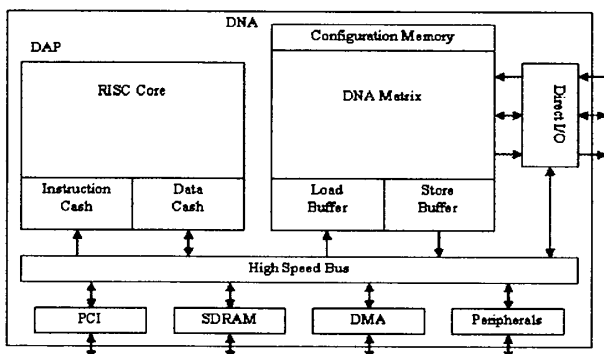 DNA
DAP
Configuration Memory
RISC Core
DNA Matrix
Direct I/O
Instruction
Cash
Data
Cash
Load
Buffer
Store
Buffer
High Speed Bus
PCI
SDRAM
DMA
Peripherals